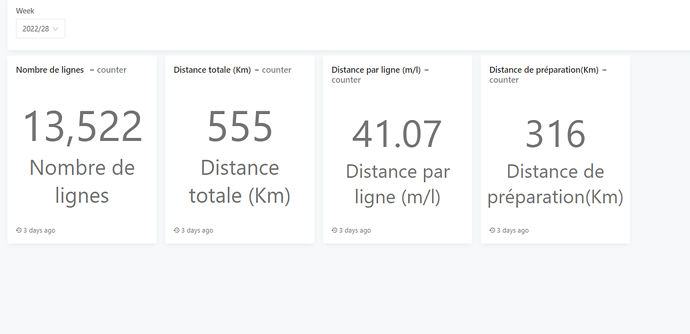 Week
2022/28
Nombre de lignes – counter
13,522
Nombre de
lignes
3 days ago
Distance totale (Km) – counter
555
Distance
totale (Km)
3 days ago
Distance par ligne (m/l) –
counter
41.07
Distance par
ligne (m/l)
3 days ago
Distance de préparation(Km) –
counter
316
Distance de
préparation(Km)
3 days ago